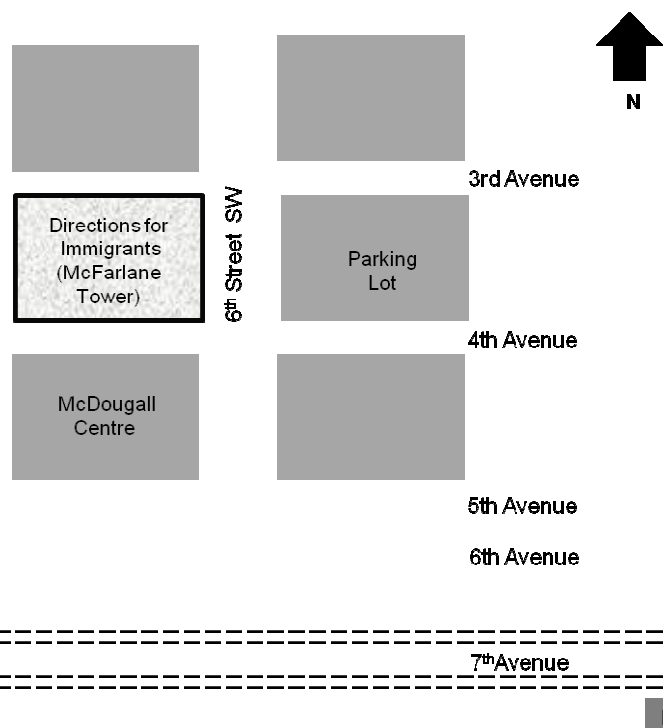 N
3rd Avenue
Directions for
Immigrants
(McFarlane
Tower)
6th Street SW
Parking
Lot
4th Avenue
McDougall
Centre
5th Avenue
6th Avenue
7thAvenue